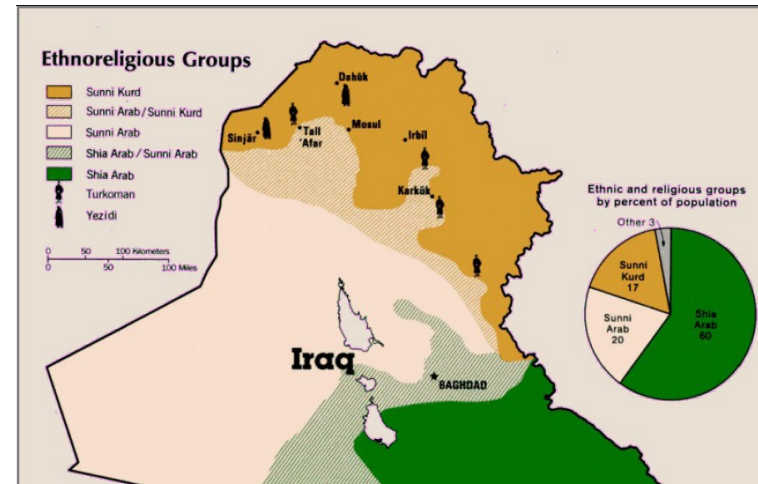 Ethnoreligious Groups
Sunni Kurd
Sunni Arab/Sunni Kurd
Sunni Arab
Shia Arab/Sunni Arab
Shia Arab
Turkoman
Yezidi
0 50 100 Kilometers
0 50 100 Miles
Dahūk
Sinjār
Tall
'Afar
Mosul
Irbīl
Karkūk
Iraq
BAGHDAD
Ethnic and religious groups
by percent of population
Other 3
Sunni
Kurd
17
Sunni
Arab
20
Shia
Arab
60